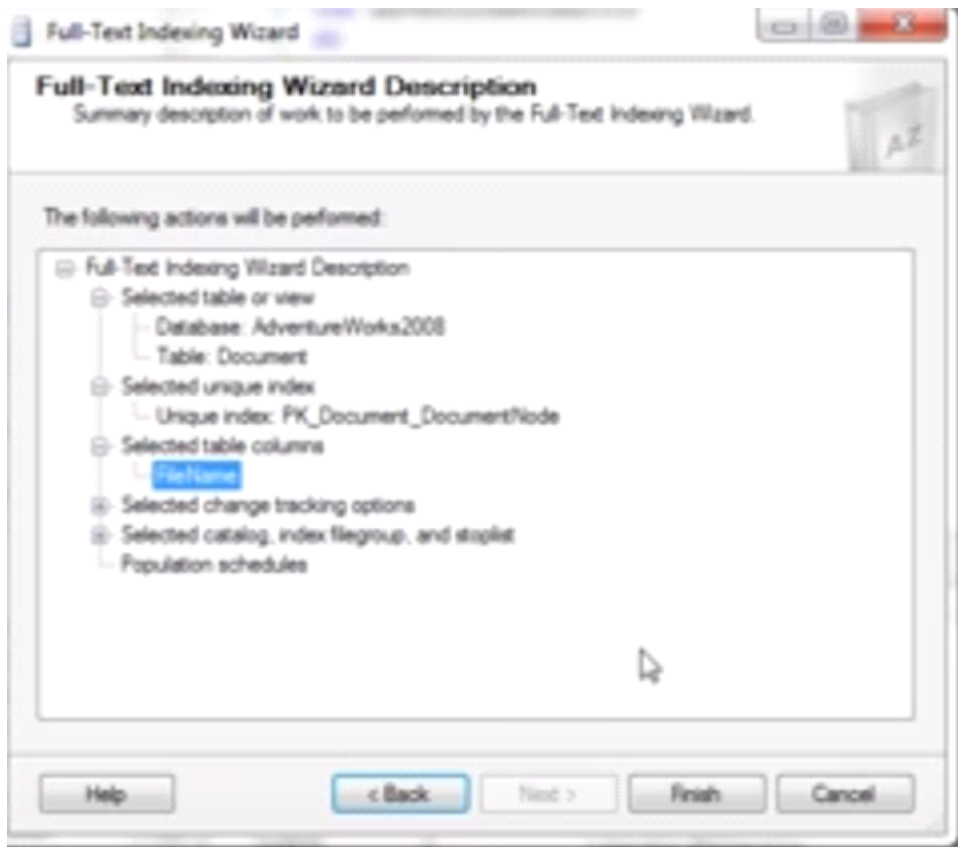 Full-Text Indexing Wizard
Full-Text Indexing Wizard Description
Summary description of work to be performed by the Full-Text Indexing Wizard.
AZ
The following actions will be performed:
Full-Text Indexing Wizard Description
Selected table or view
Database: AdventureWorks2008
Table: Document
Selected unique index
Unique index: PK_Document_DocumentNode
Selected table columns
FileName
Selected change tracking options
Selected catalog, index filegroup, and stoplist
Population schedules
Help < Back Next > Finish Cancel